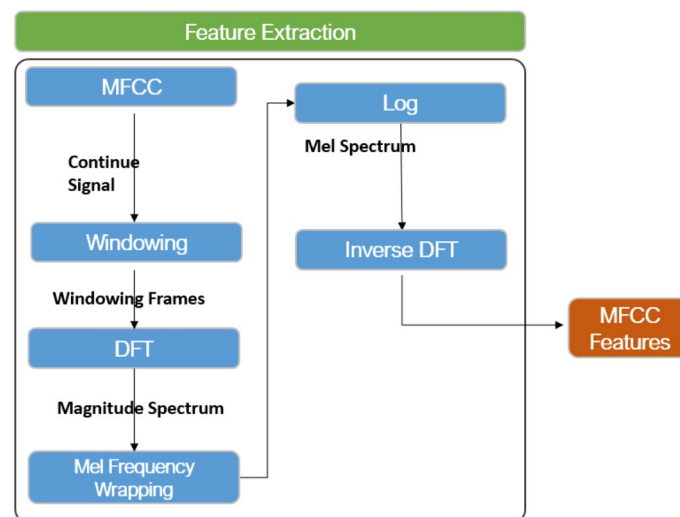 Feature Extraction
MFCC
Continue
Signal
Windowing
Windowing Frames
DFT
Magnitude Spectrum
Mel Frequency
Wrapping
Log
Mel Spectrum
Inverse DFT
MFCC
Features